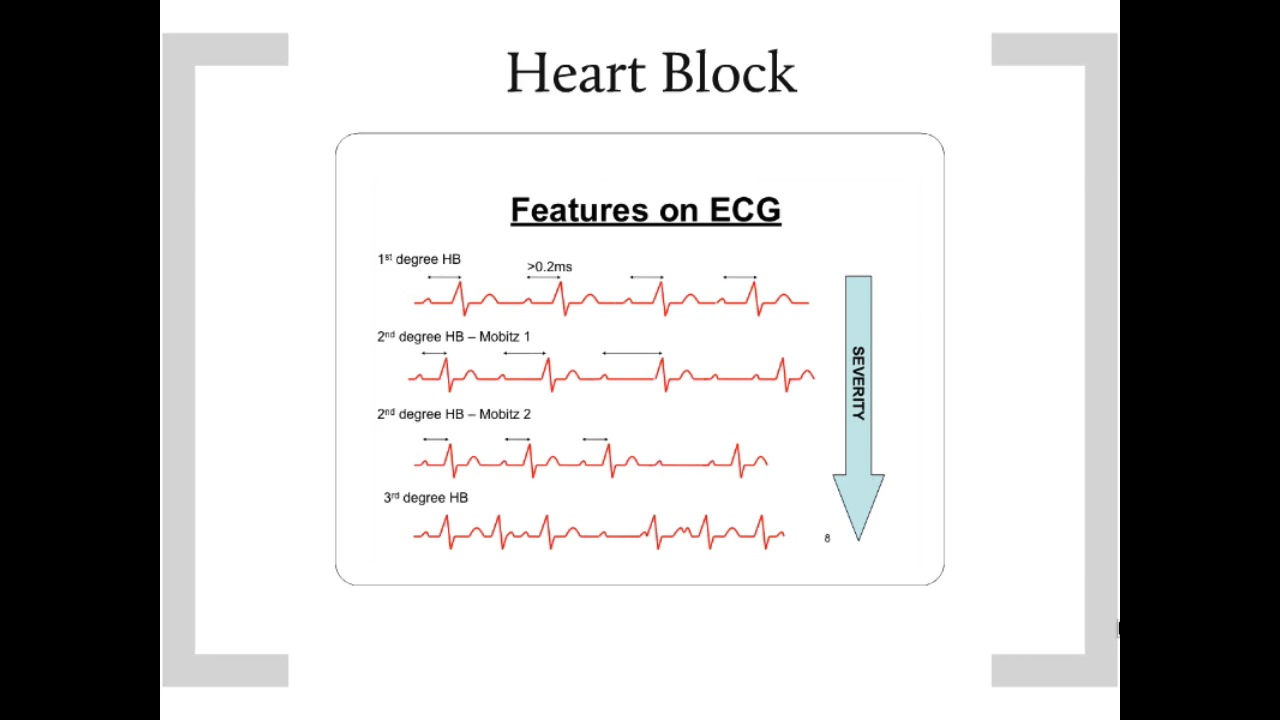 Heart Block
Features on ECG
1st degree HB
>0.2ms
2nd degree HB – Mobitz 1
2nd degree HB – Mobitz 2
3rd degree HB
SEVERITY
8